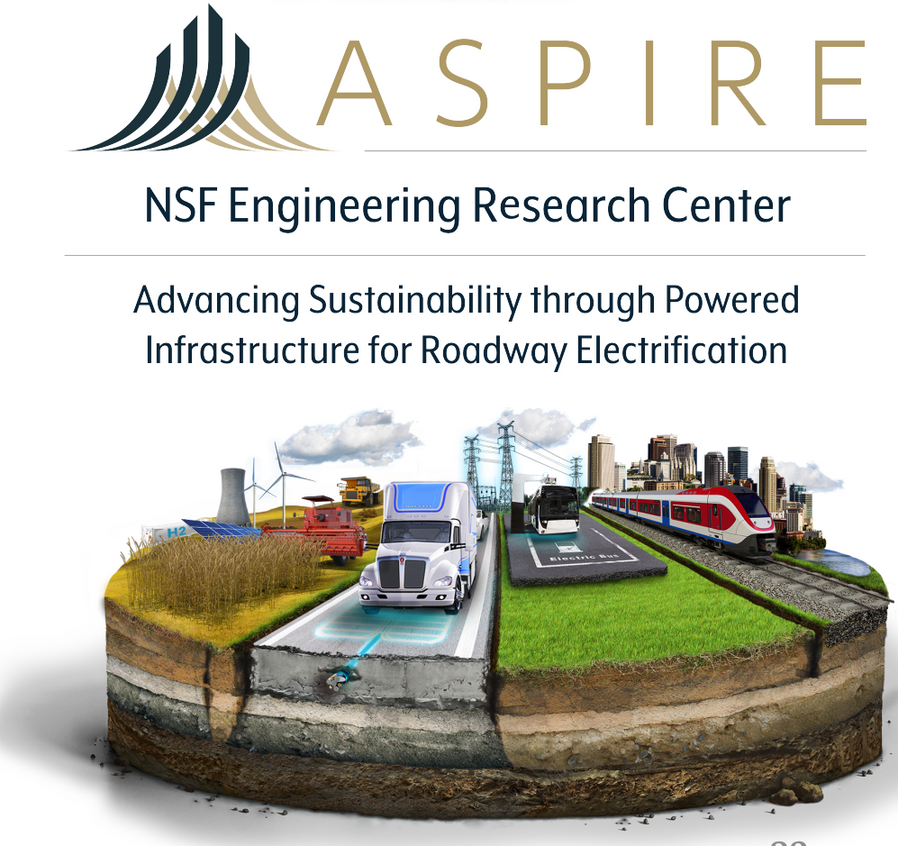 ASPIRE
NSF Engineering Research Center
Advancing Sustainability through Powered
Infrastructure for Roadway Electrification
H2
Electric Bus